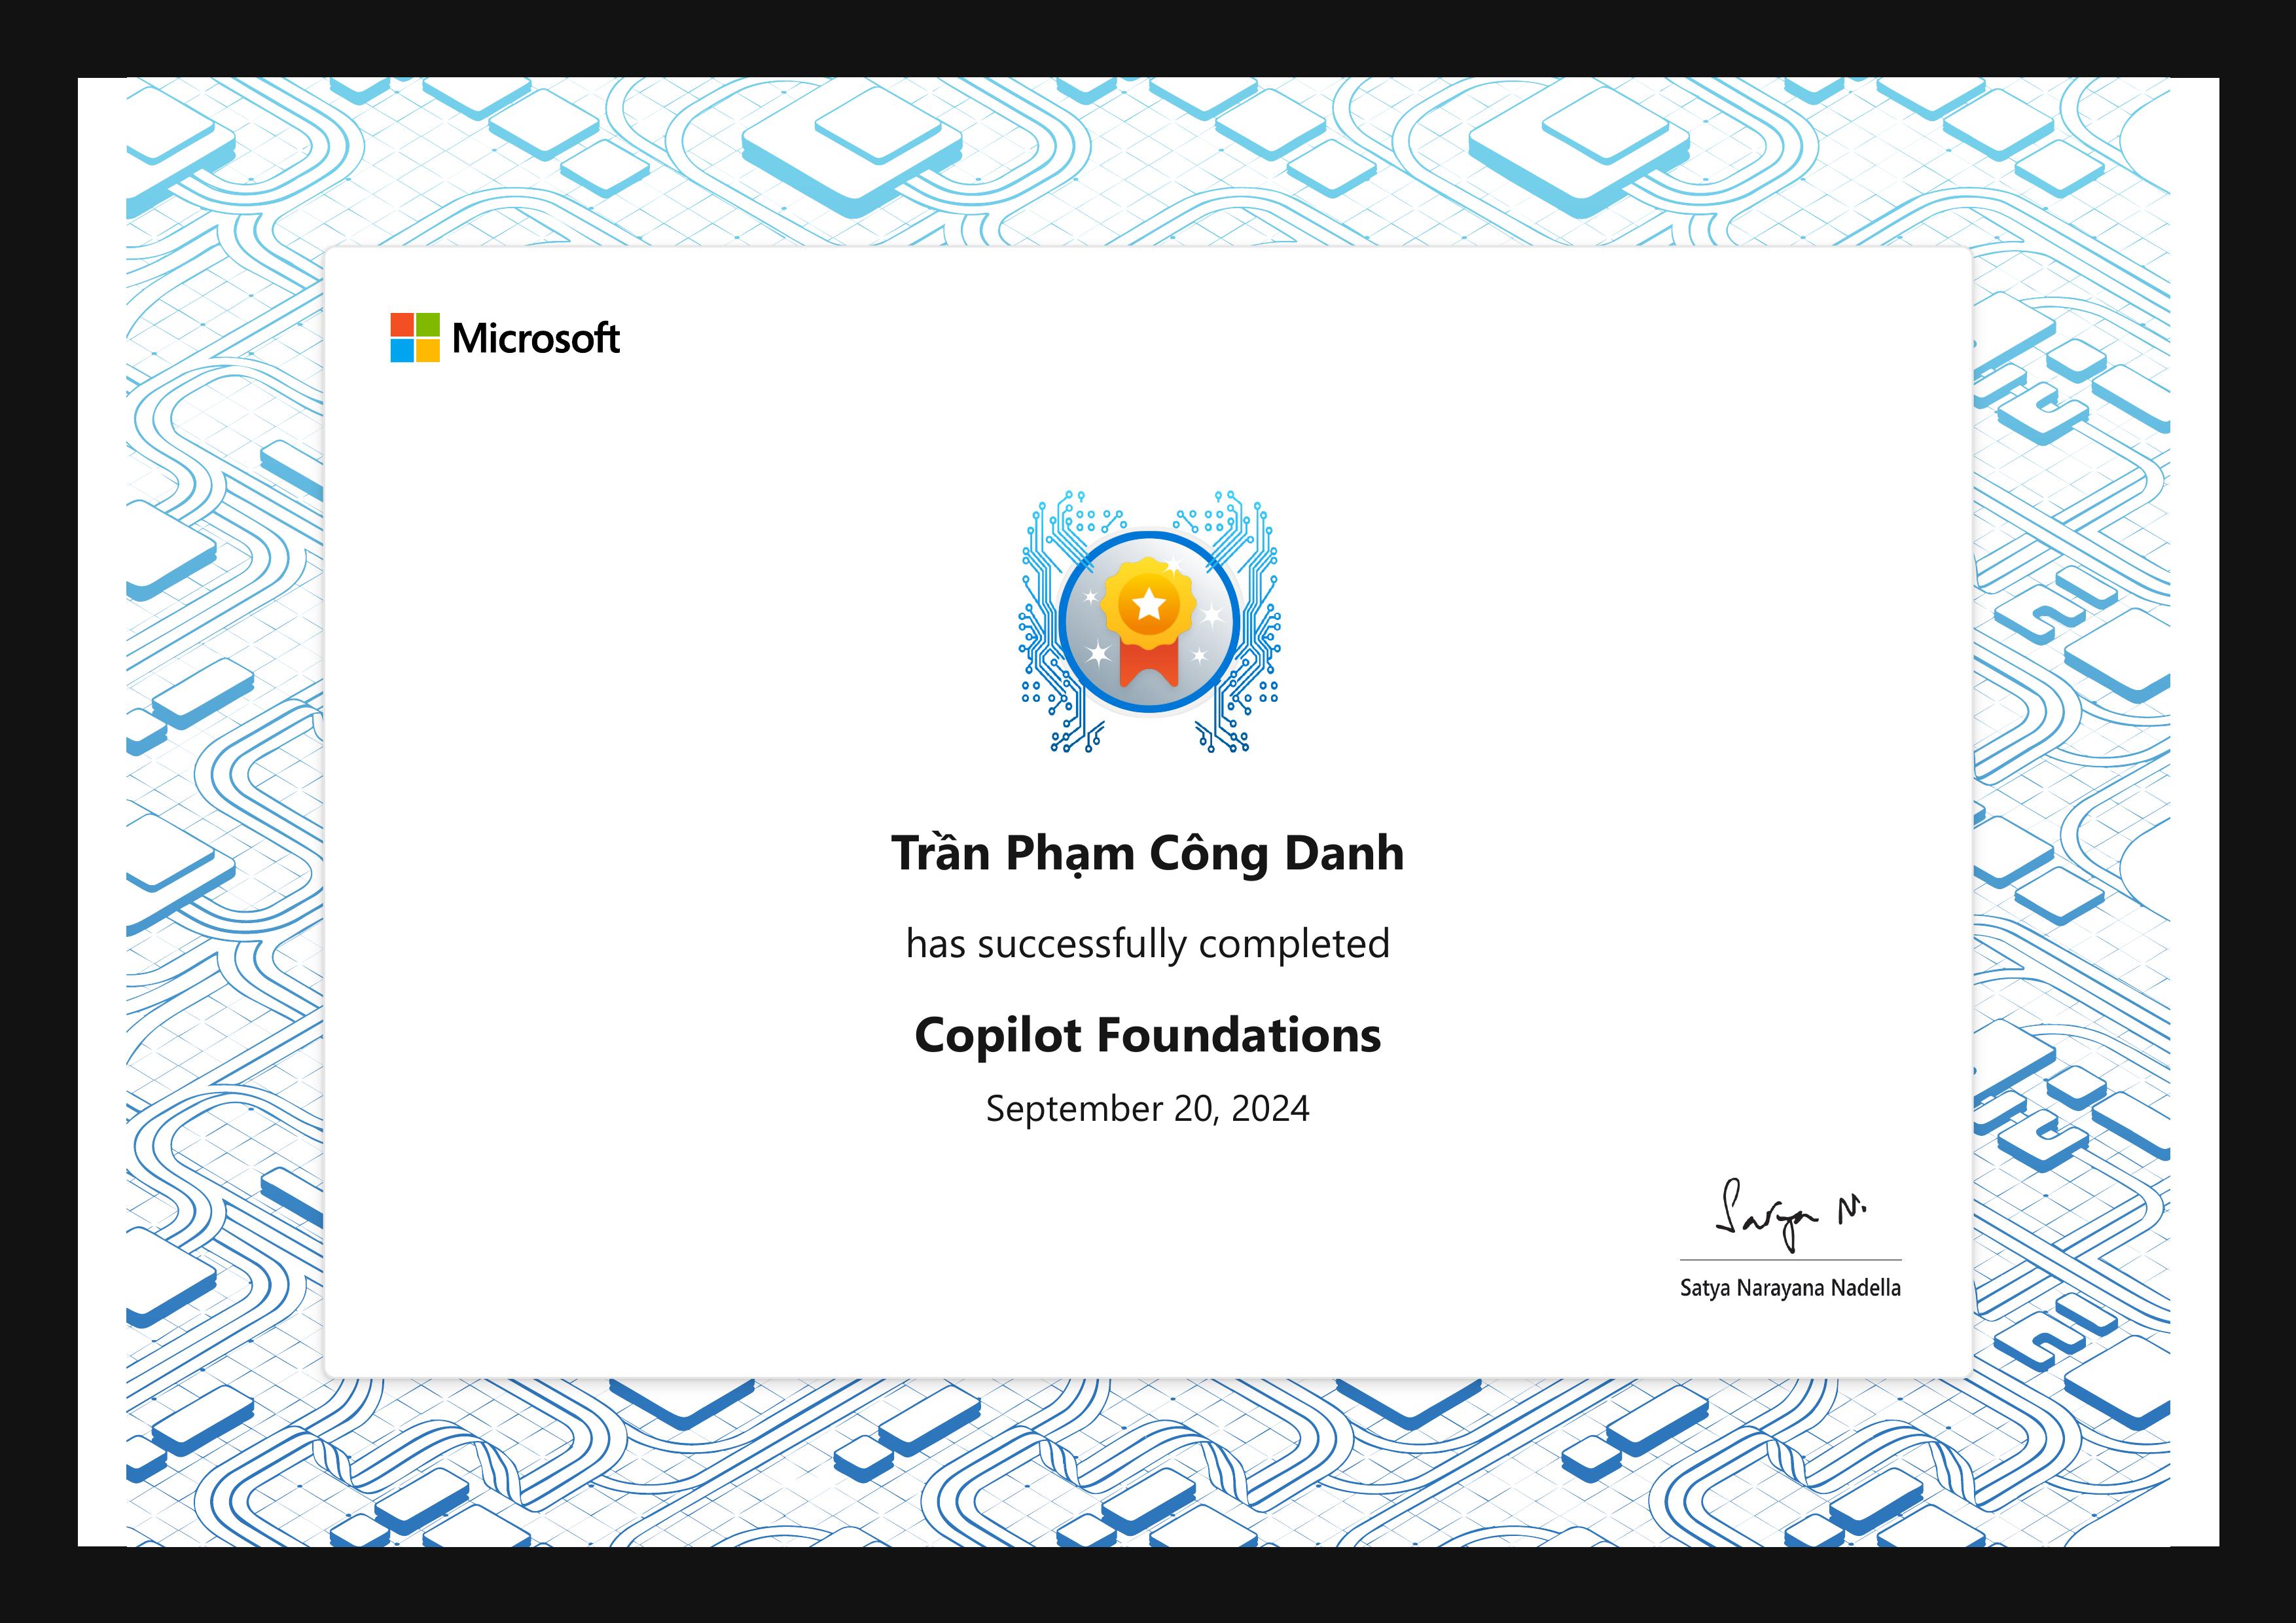 Microsoft
Trần Phạm Công Danh
has successfully completed
Copilot Foundations
September 20, 2024
Satya N.
Satya Narayana Nadella